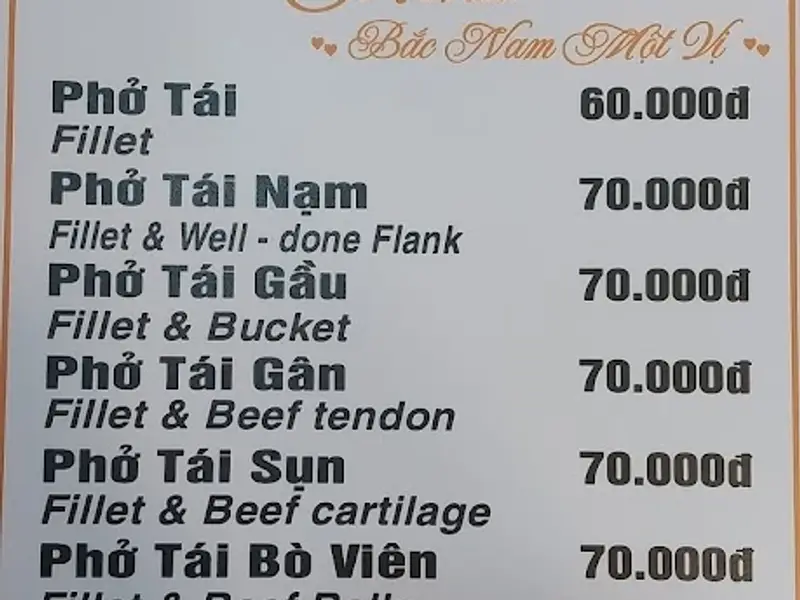 Bắc Nam Một Vị
Phở Tái 60.000đ
Fillet
Phở Tái Nạm 70.000đ
Fillet & Well - done Flank
Phở Tái Gầu 70.000đ
Fillet & Bucket
Phở Tái Gân 70.000đ
Fillet & Beef tendon
Phở Tái Sụn 70.000đ
Fillet & Beef cartilage
Phở Tái Bò Viên 70.000đ
Fillet & Beef